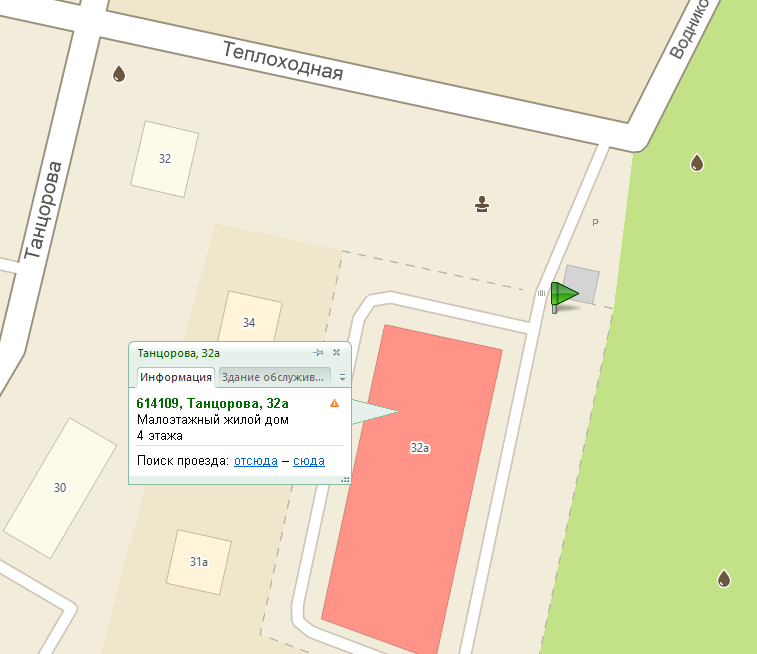 Теплоходная
Водников
Танцорова
32
P
34
Танцорова, 32а
Информация
Здание обслужив...
614109, Танцорова, 32а
Малоэтажный жилой дом
4 этажа
Поиск проезда: отсюда – сюда
32а
30
31а